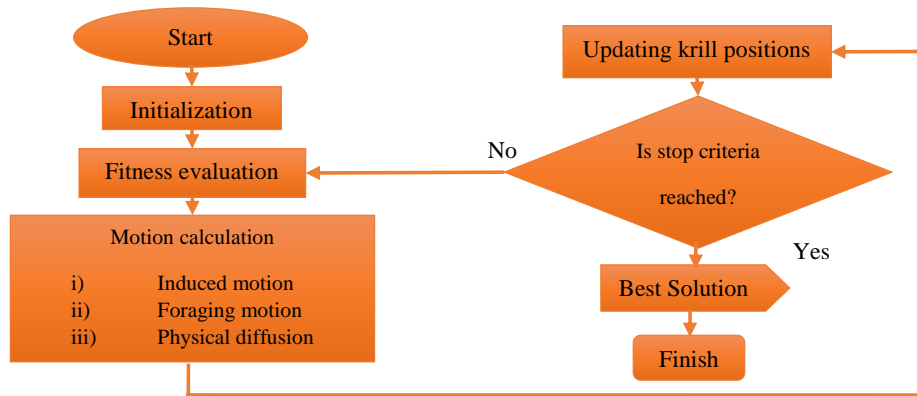 Start
Initialization
Fitness evaluation
Motion calculation
i) Induced motion
ii) Foraging motion
iii) Physical diffusion
Updating krill positions
Is stop criteria
reached?
No
Yes
Best Solution
Finish